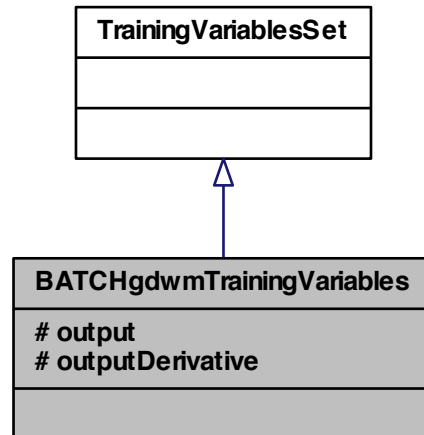 TrainingVariablesSet
BATCHgdwmTrainingVariables
# output
# outputDerivative